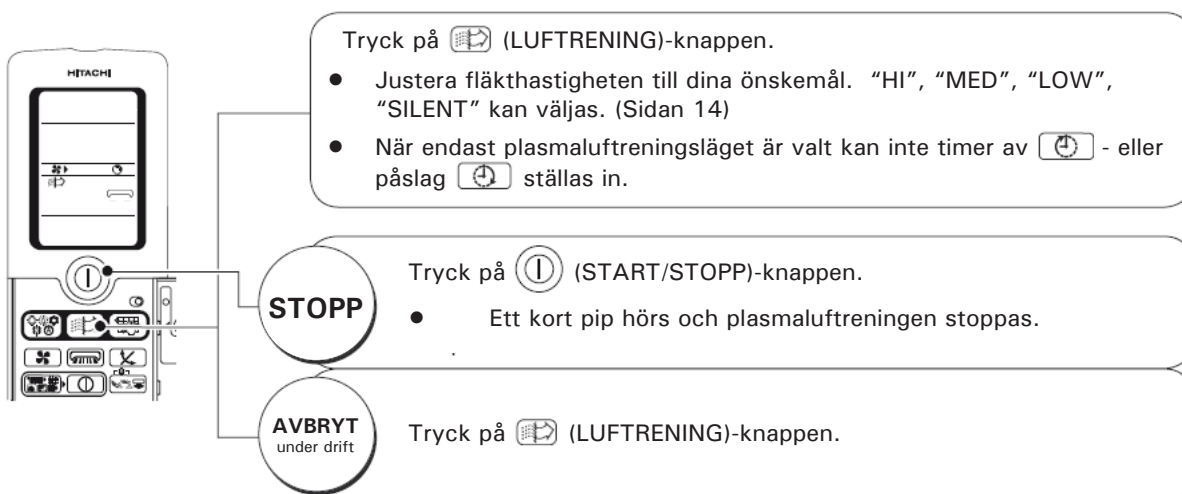 HITACHI
Tryck på (LUFTRENING)-knappen.
● Justera fläkthastigheten till dina önskemål. “HI”, “MED”, “LOW”,
“SILENT” kan väljas. (Sidan 14)
● När endast plasmaluftreningsläget är valt kan inte timer av - eller
påslag ställas in.
STOPP
Tryck på (START/STOPP)-knappen.
● Ett kort pip hörs och plasmaluftreningen stoppas.
.
AVBRYT
under drift
Tryck på (LUFTRENING)-knappen.